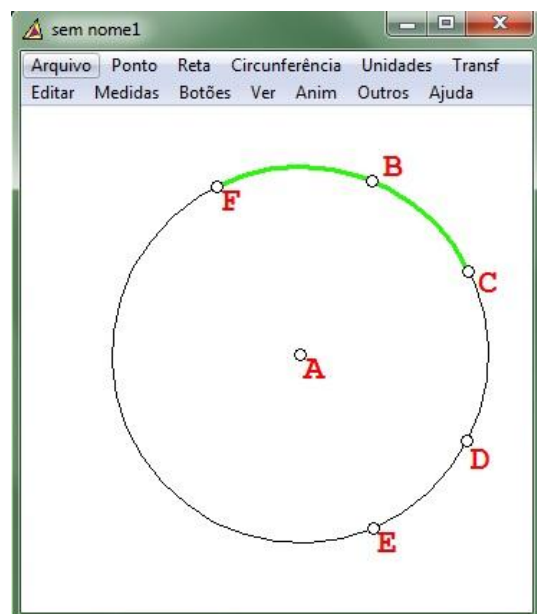 sem nome1
Arquivo Ponto Reta Circunferência Unidades Transf
Editar Medidas Botões Ver Anim Outros Ajuda
B
F
C
A
D
E